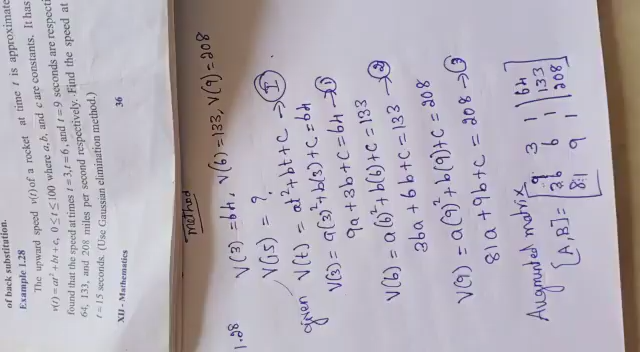 of back substitution.
Example 1.28
The upward speed v(t) of a rocket at time t is approximate
v(t) = at² + bt + c, 0 ≤ t ≤ 100 where a, b, and c are constants. It has
found that the speed at times t = 3, t = 6, and t = 9 seconds are respecti
64, 133, and 208 miles per second respectively. Find the speed at
t = 15 seconds. (Use Gaussian elimination method.)
XII - Mathematics
36
Method
1.28 V(3) = 64, V(6) = 133, V(9) = 208
V(15) = ?
given V(t) = at² + bt + C → (I)
V(3) = a(3)² + b(3) + C = 64
9a + 3b + C = 64 → (1)
V(6) = a(6)² + b(6) + C = 133
36a + 6b + C = 133 → (2)
V(9) = a(9)² + b(9) + C = 208
81a + 9b + C = 208 → (3)
Augmented matrix
[A, B] = [ 9 3 1 | 64
36 6 1 | 133
81 9 1 | 208 ]